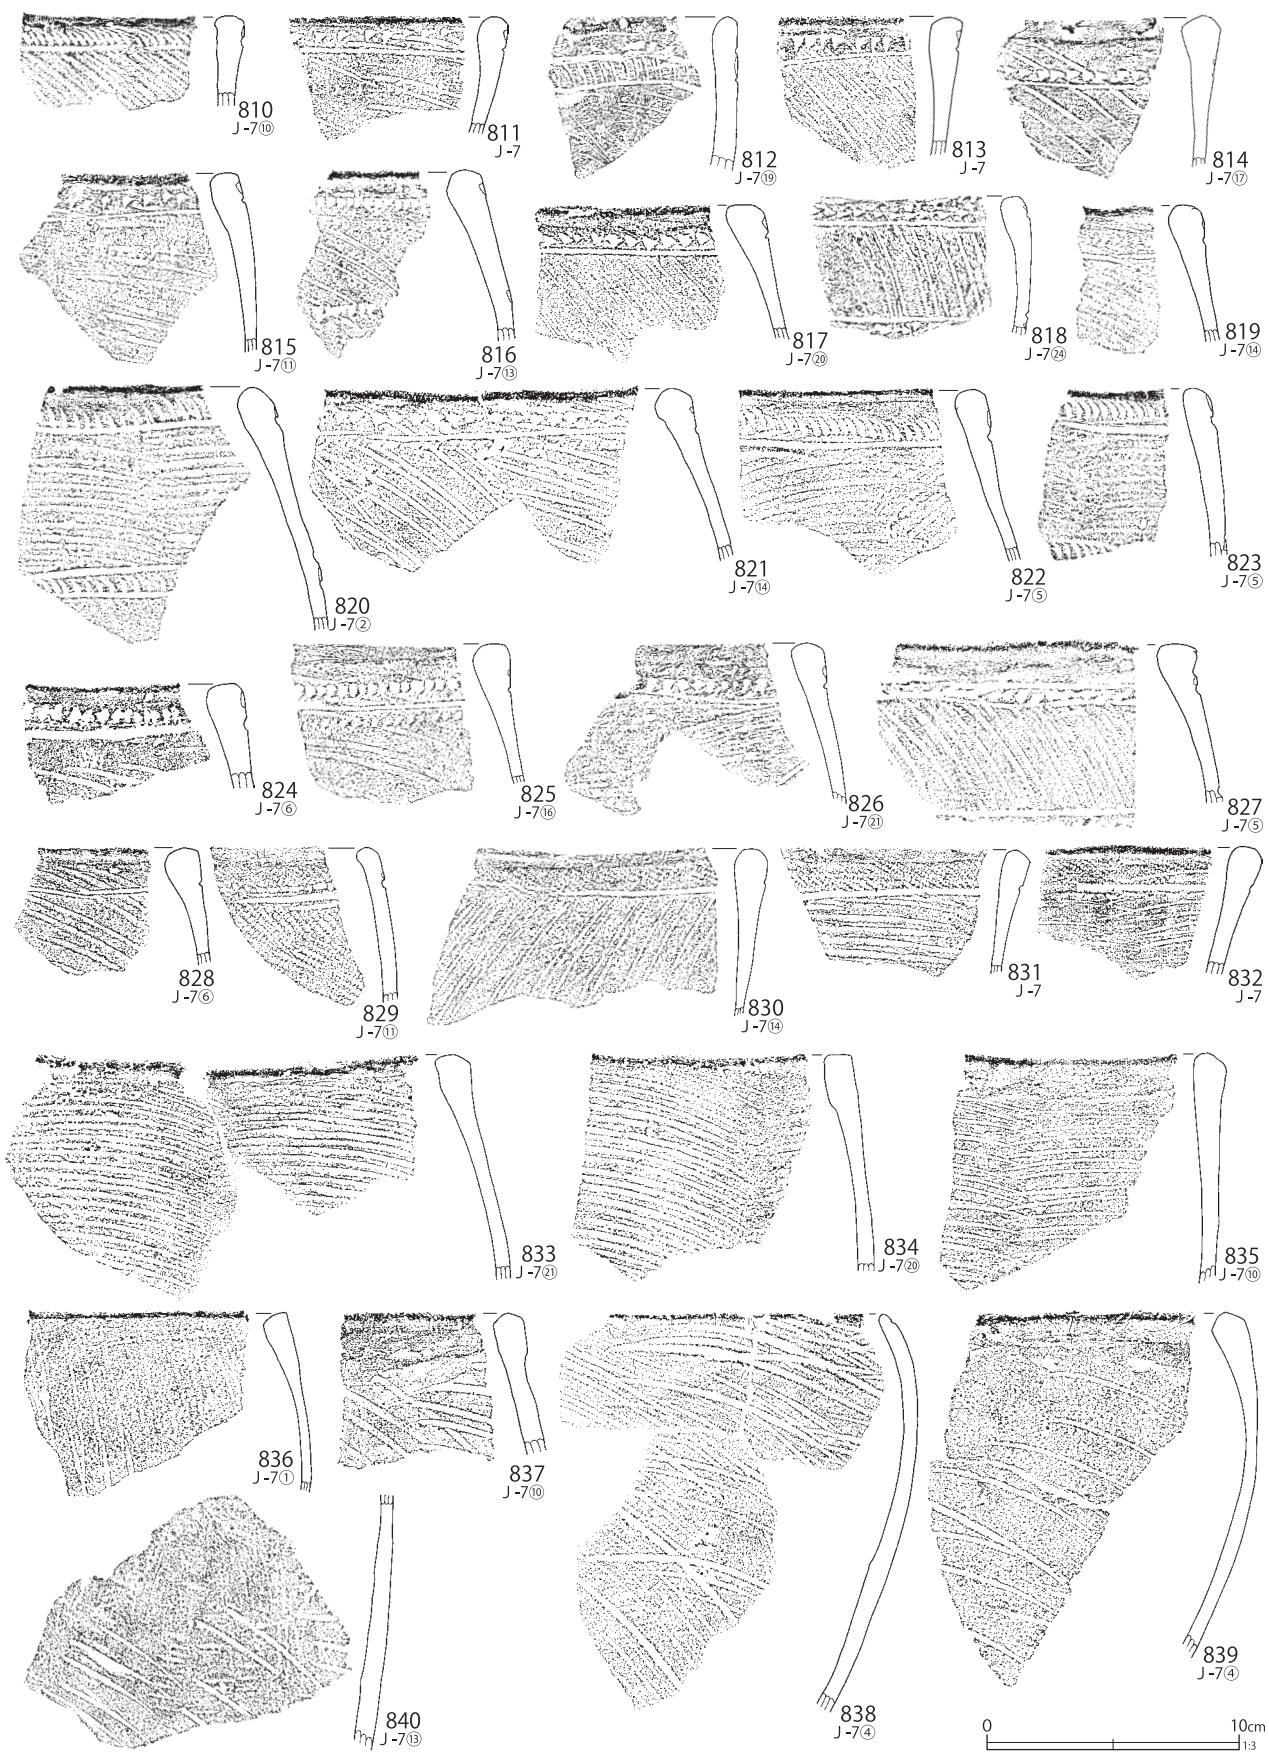 810
J-7⑩
811
J-7
812
J-7⑲
813
J-7
814
J-7⑰
815
J-7⑪
816
J-7⑬
817
J-7⑳
818
J-7㉔
819
J-7⑭
820
J-7②
821
J-7⑭
822
J-7⑤
823
J-7⑤
824
J-7⑥
825
J-7⑯
826
J-7㉑
827
J-7⑤
828
J-7⑥
829
J-7⑪
830
J-7⑭
831
J-7
832
J-7
833
J-7㉑
834
J-7⑳
835
J-7⑩
836
J-7①
837
J-7⑩
838
J-7④
839
J-7④
840
J-7⑬
0 10cm
1:3